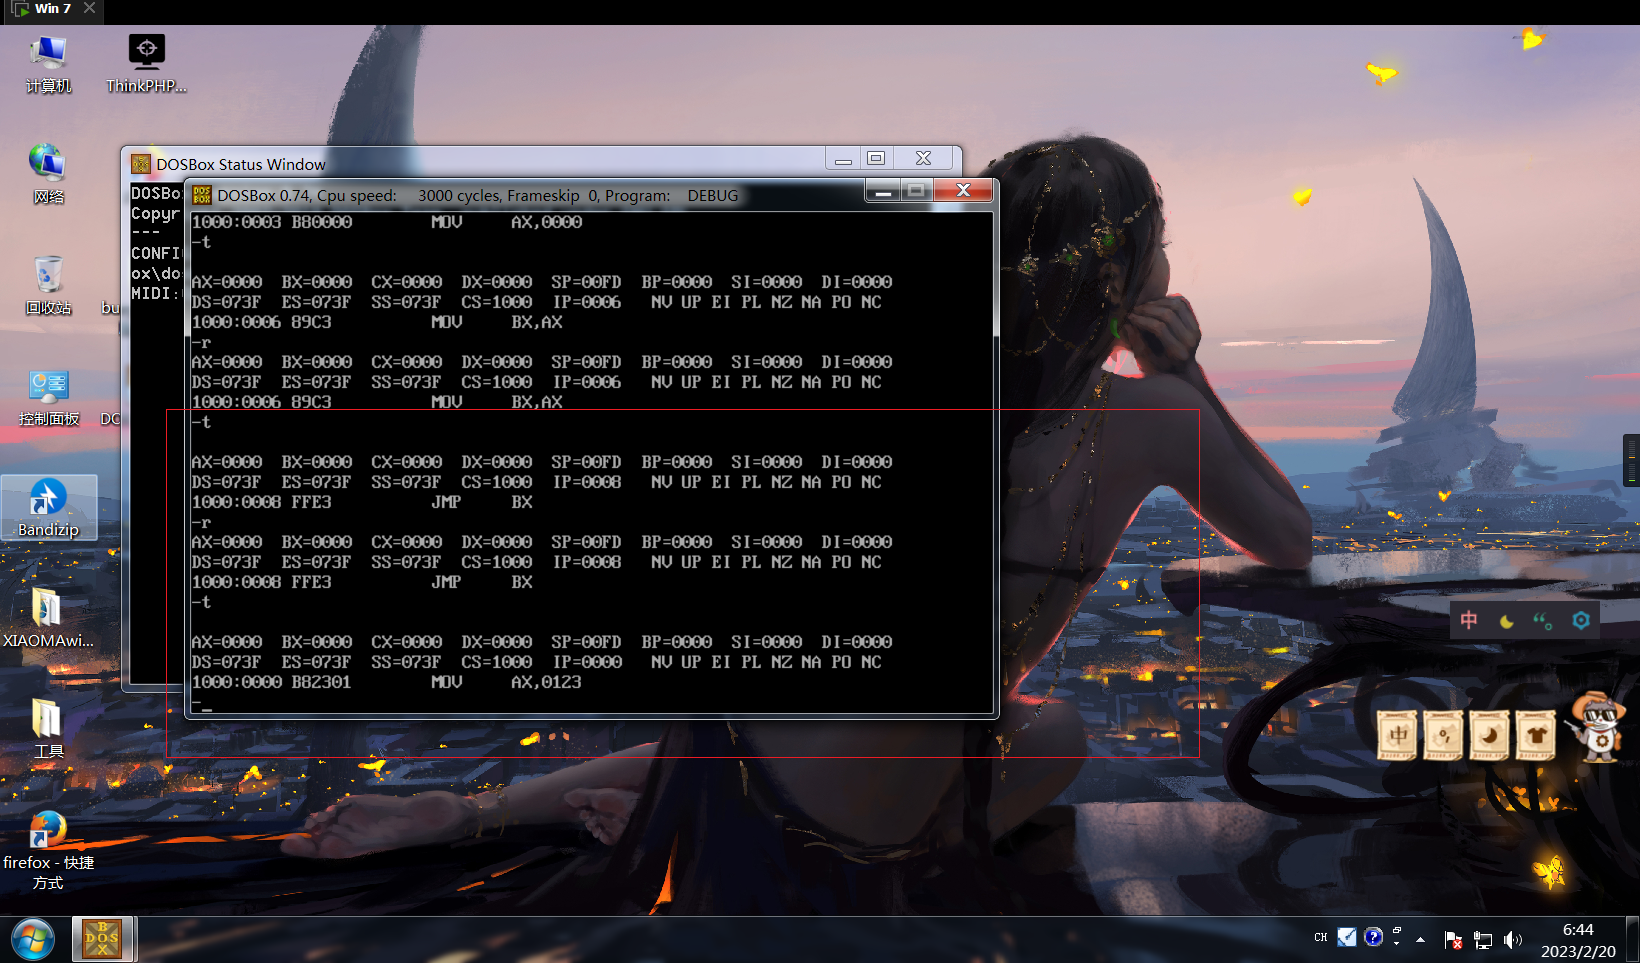 Win 7
计算机
ThinkPHP...
网络
回收站
bu
控制面板
DC
Bandizip
XIAOMAwi...
工具
firefox - 快捷
方式
DOSBox Status Window
DOSBo
Copyr
---
CONFI
ox\do
MIDI:
DOSBox 0.74, Cpu speed: 3000 cycles, Frameskip 0, Program: DEBUG
1000:0003 B80000 MOV AX,0000
-t
AX=0000 BX=0000 CX=0000 DX=0000 SP=00FD BP=0000 SI=0000 DI=0000
DS=073F ES=073F SS=073F CS=1000 IP=0006 NV UP EI PL NZ NA PO NC
1000:0006 89C3 MOV BX,AX
-r
AX=0000 BX=0000 CX=0000 DX=0000 SP=00FD BP=0000 SI=0000 DI=0000
DS=073F ES=073F SS=073F CS=1000 IP=0006 NV UP EI PL NZ NA PO NC
1000:0006 89C3 MOV BX,AX
-t
AX=0000 BX=0000 CX=0000 DX=0000 SP=00FD BP=0000 SI=0000 DI=0000
DS=073F ES=073F SS=073F CS=1000 IP=0008 NV UP EI PL NZ NA PO NC
1000:0008 FFE3 JMP BX
-r
AX=0000 BX=0000 CX=0000 DX=0000 SP=00FD BP=0000 SI=0000 DI=0000
DS=073F ES=073F SS=073F CS=1000 IP=0008 NV UP EI PL NZ NA PO NC
1000:0008 FFE3 JMP BX
-t
AX=0000 BX=0000 CX=0000 DX=0000 SP=00FD BP=0000 SI=0000 DI=0000
DS=073F ES=073F SS=073F CS=1000 IP=0000 NV UP EI PL NZ NA PO NC
1000:0000 B82301 MOV AX,0123
-_
中
中
DOS
BOX
CH
6:44
2023/2/20